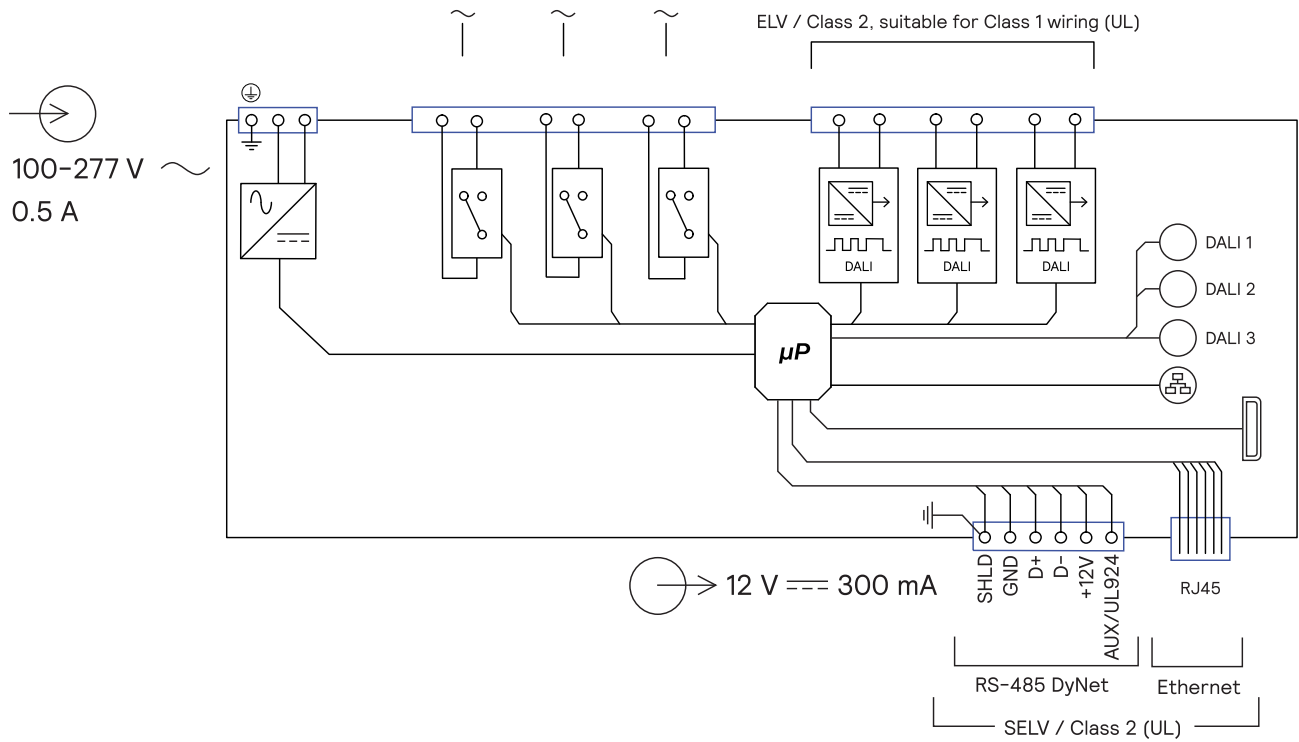 ELV / Class 2, suitable for Class 1 wiring (UL)
100-277 V ~
0.5 A
DALI
DALI
DALI
DALI 1
DALI 2
DALI 3
µP
12 V ⎓ 300 mA
SHLD
GND
D+
D-
+12V
AUX/UL924
RJ45
RS-485 DyNet
Ethernet
SELV / Class 2 (UL)